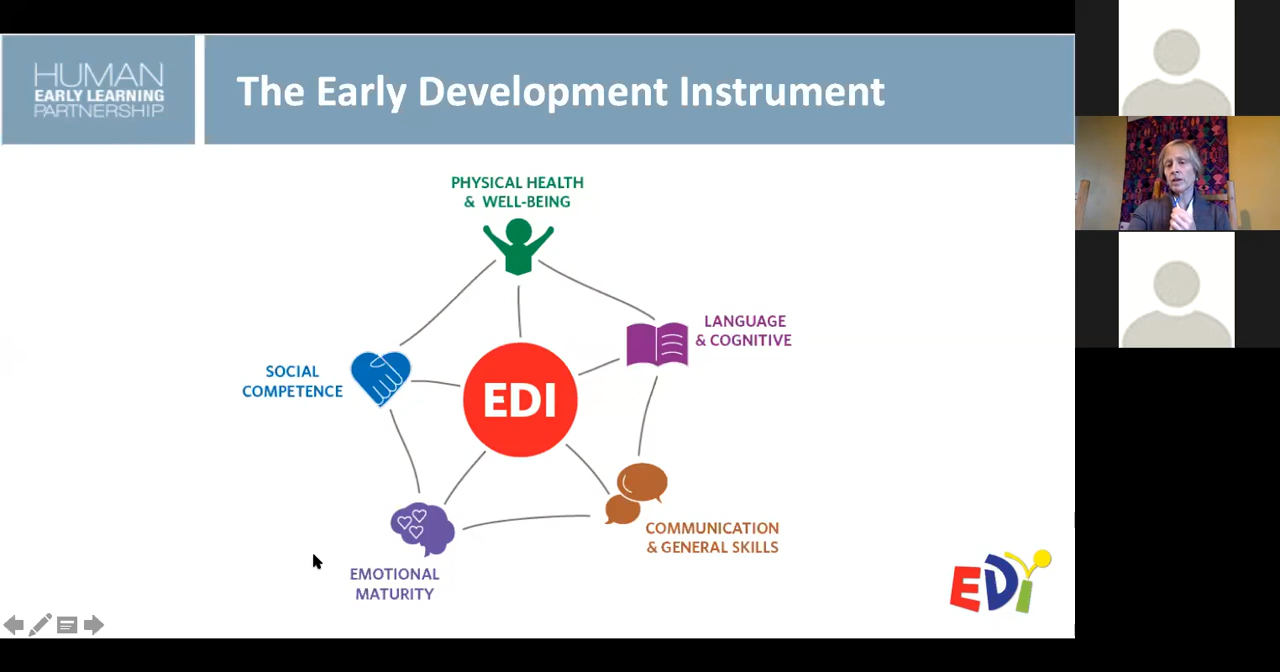 HUMAN
EARLY LEARNING
PARTNERSHIP
The Early Development Instrument
PHYSICAL HEALTH
& WELL-BEING
LANGUAGE
& COGNITIVE
SOCIAL
COMPETENCE
EDI
COMMUNICATION
& GENERAL SKILLS
EMOTIONAL
MATURITY
EDI